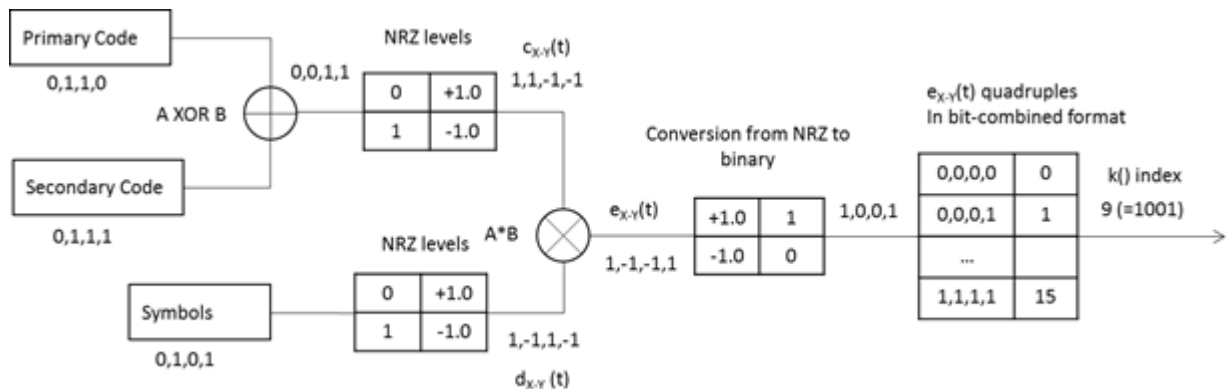 Primary Code
0,1,1,0
A XOR B
0,0,1,1
Secondary Code
0,1,1,1
NRZ levels
0 +1.0
1 -1.0
cX-Y(t)
1,1,-1,-1
Symbols
0,1,0,1
NRZ levels
0 +1.0
1 -1.0
1,-1,1,-1
dX-Y (t)
A*B
eX-Y(t)
1,-1,-1,1
Conversion from NRZ to
binary
+1.0 1
-1.0 0
1,0,0,1
eX-Y(t) quadruples
In bit-combined format
0,0,0,0 0
0,0,0,1 1
...
1,1,1,1 15
k() index
9 (=1001)